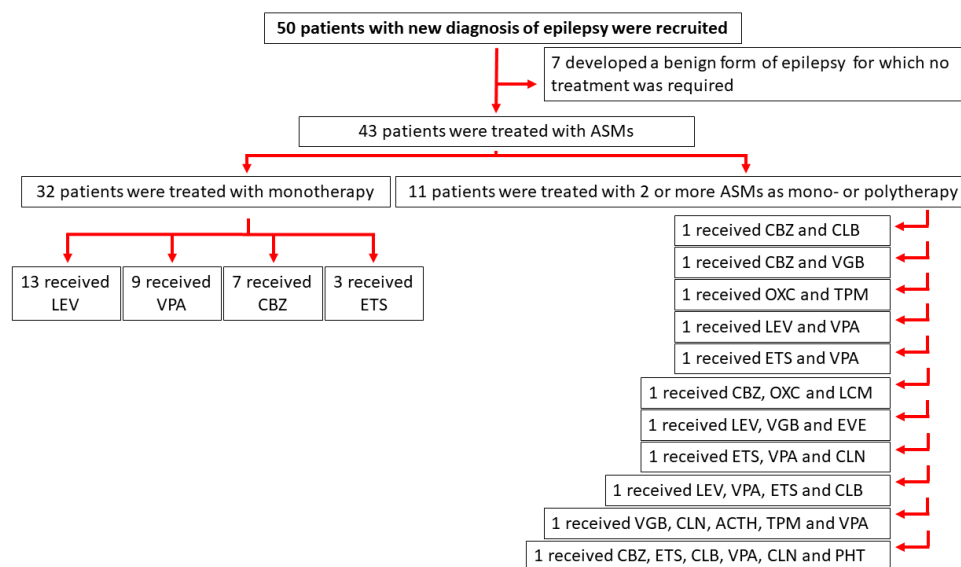 50 patients with new diagnosis of epilepsy were recruited
7 developed a benign form of epilepsy for which no
treatment was required
43 patients were treated with ASMs
32 patients were treated with monotherapy
11 patients were treated with 2 or more ASMs as mono- or polytherapy
13 received
LEV
9 received
VPA
7 received
CBZ
3 received
ETS
1 received CBZ and CLB
1 received CBZ and VGB
1 received OXC and TPM
1 received LEV and VPA
1 received ETS and VPA
1 received CBZ, OXC and LCM
1 received LEV, VGB and EVE
1 received ETS, VPA and CLN
1 received LEV, VPA, ETS and CLB
1 received VGB, CLN, ACTH, TPM and VPA
1 received CBZ, ETS, CLB, VPA, CLN and PHT